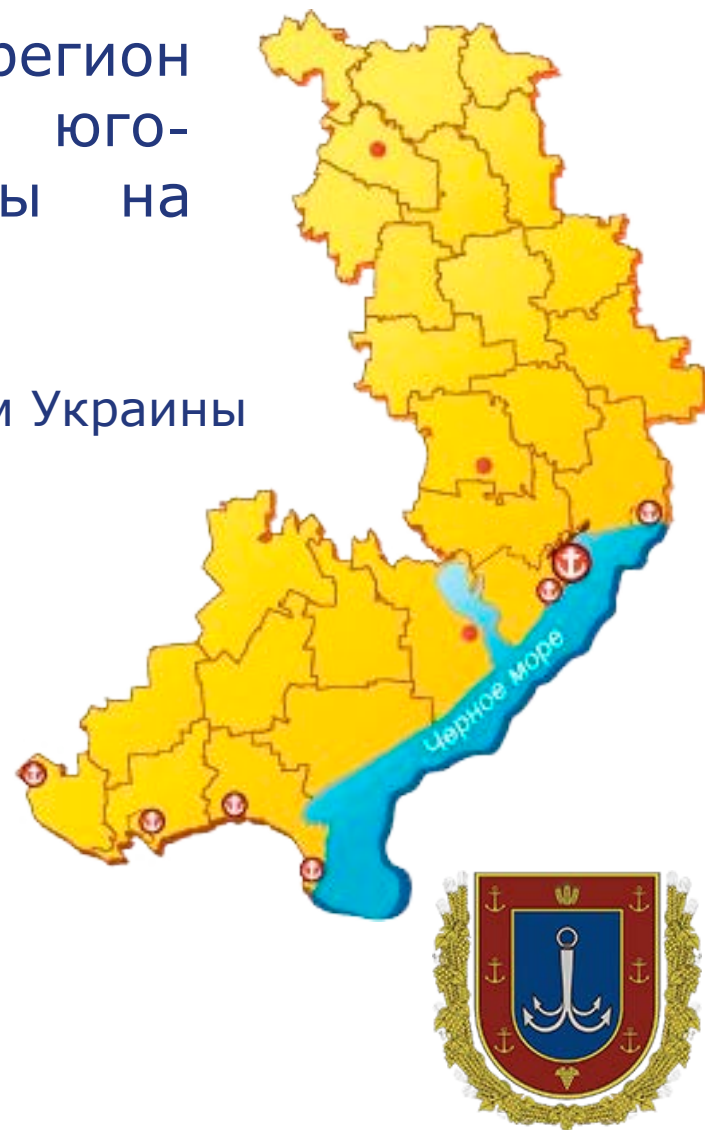 регион
юго-
ы на
м Украины
Черное море